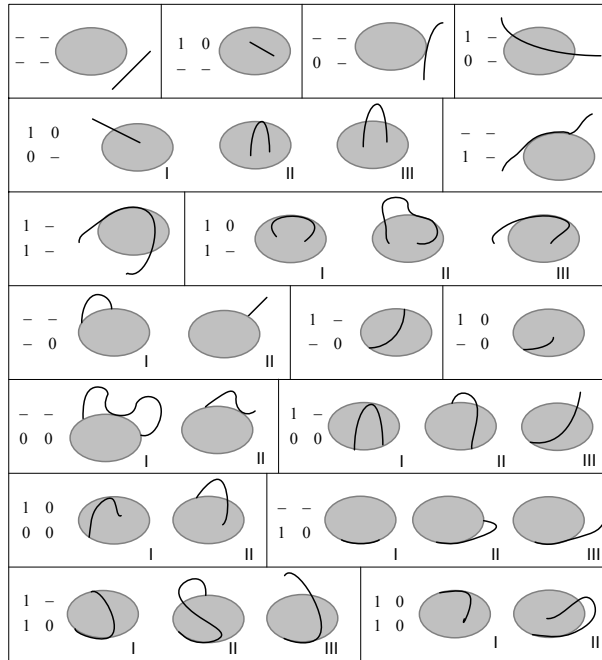 – – 1 0 – – 1 –
– – – – 0 – 0 –
1 0 – –
0 – 1 –
I II III
1 – 1 0
1 – 1 –
I II III
– – 1 – 1 0
– 0 – 0 – 0
I II
– – 1 –
0 0 0 0
I II I II III
1 0 – –
0 0 1 0
I II I II III
1 – 1 0
1 0 1 0
I II III I II